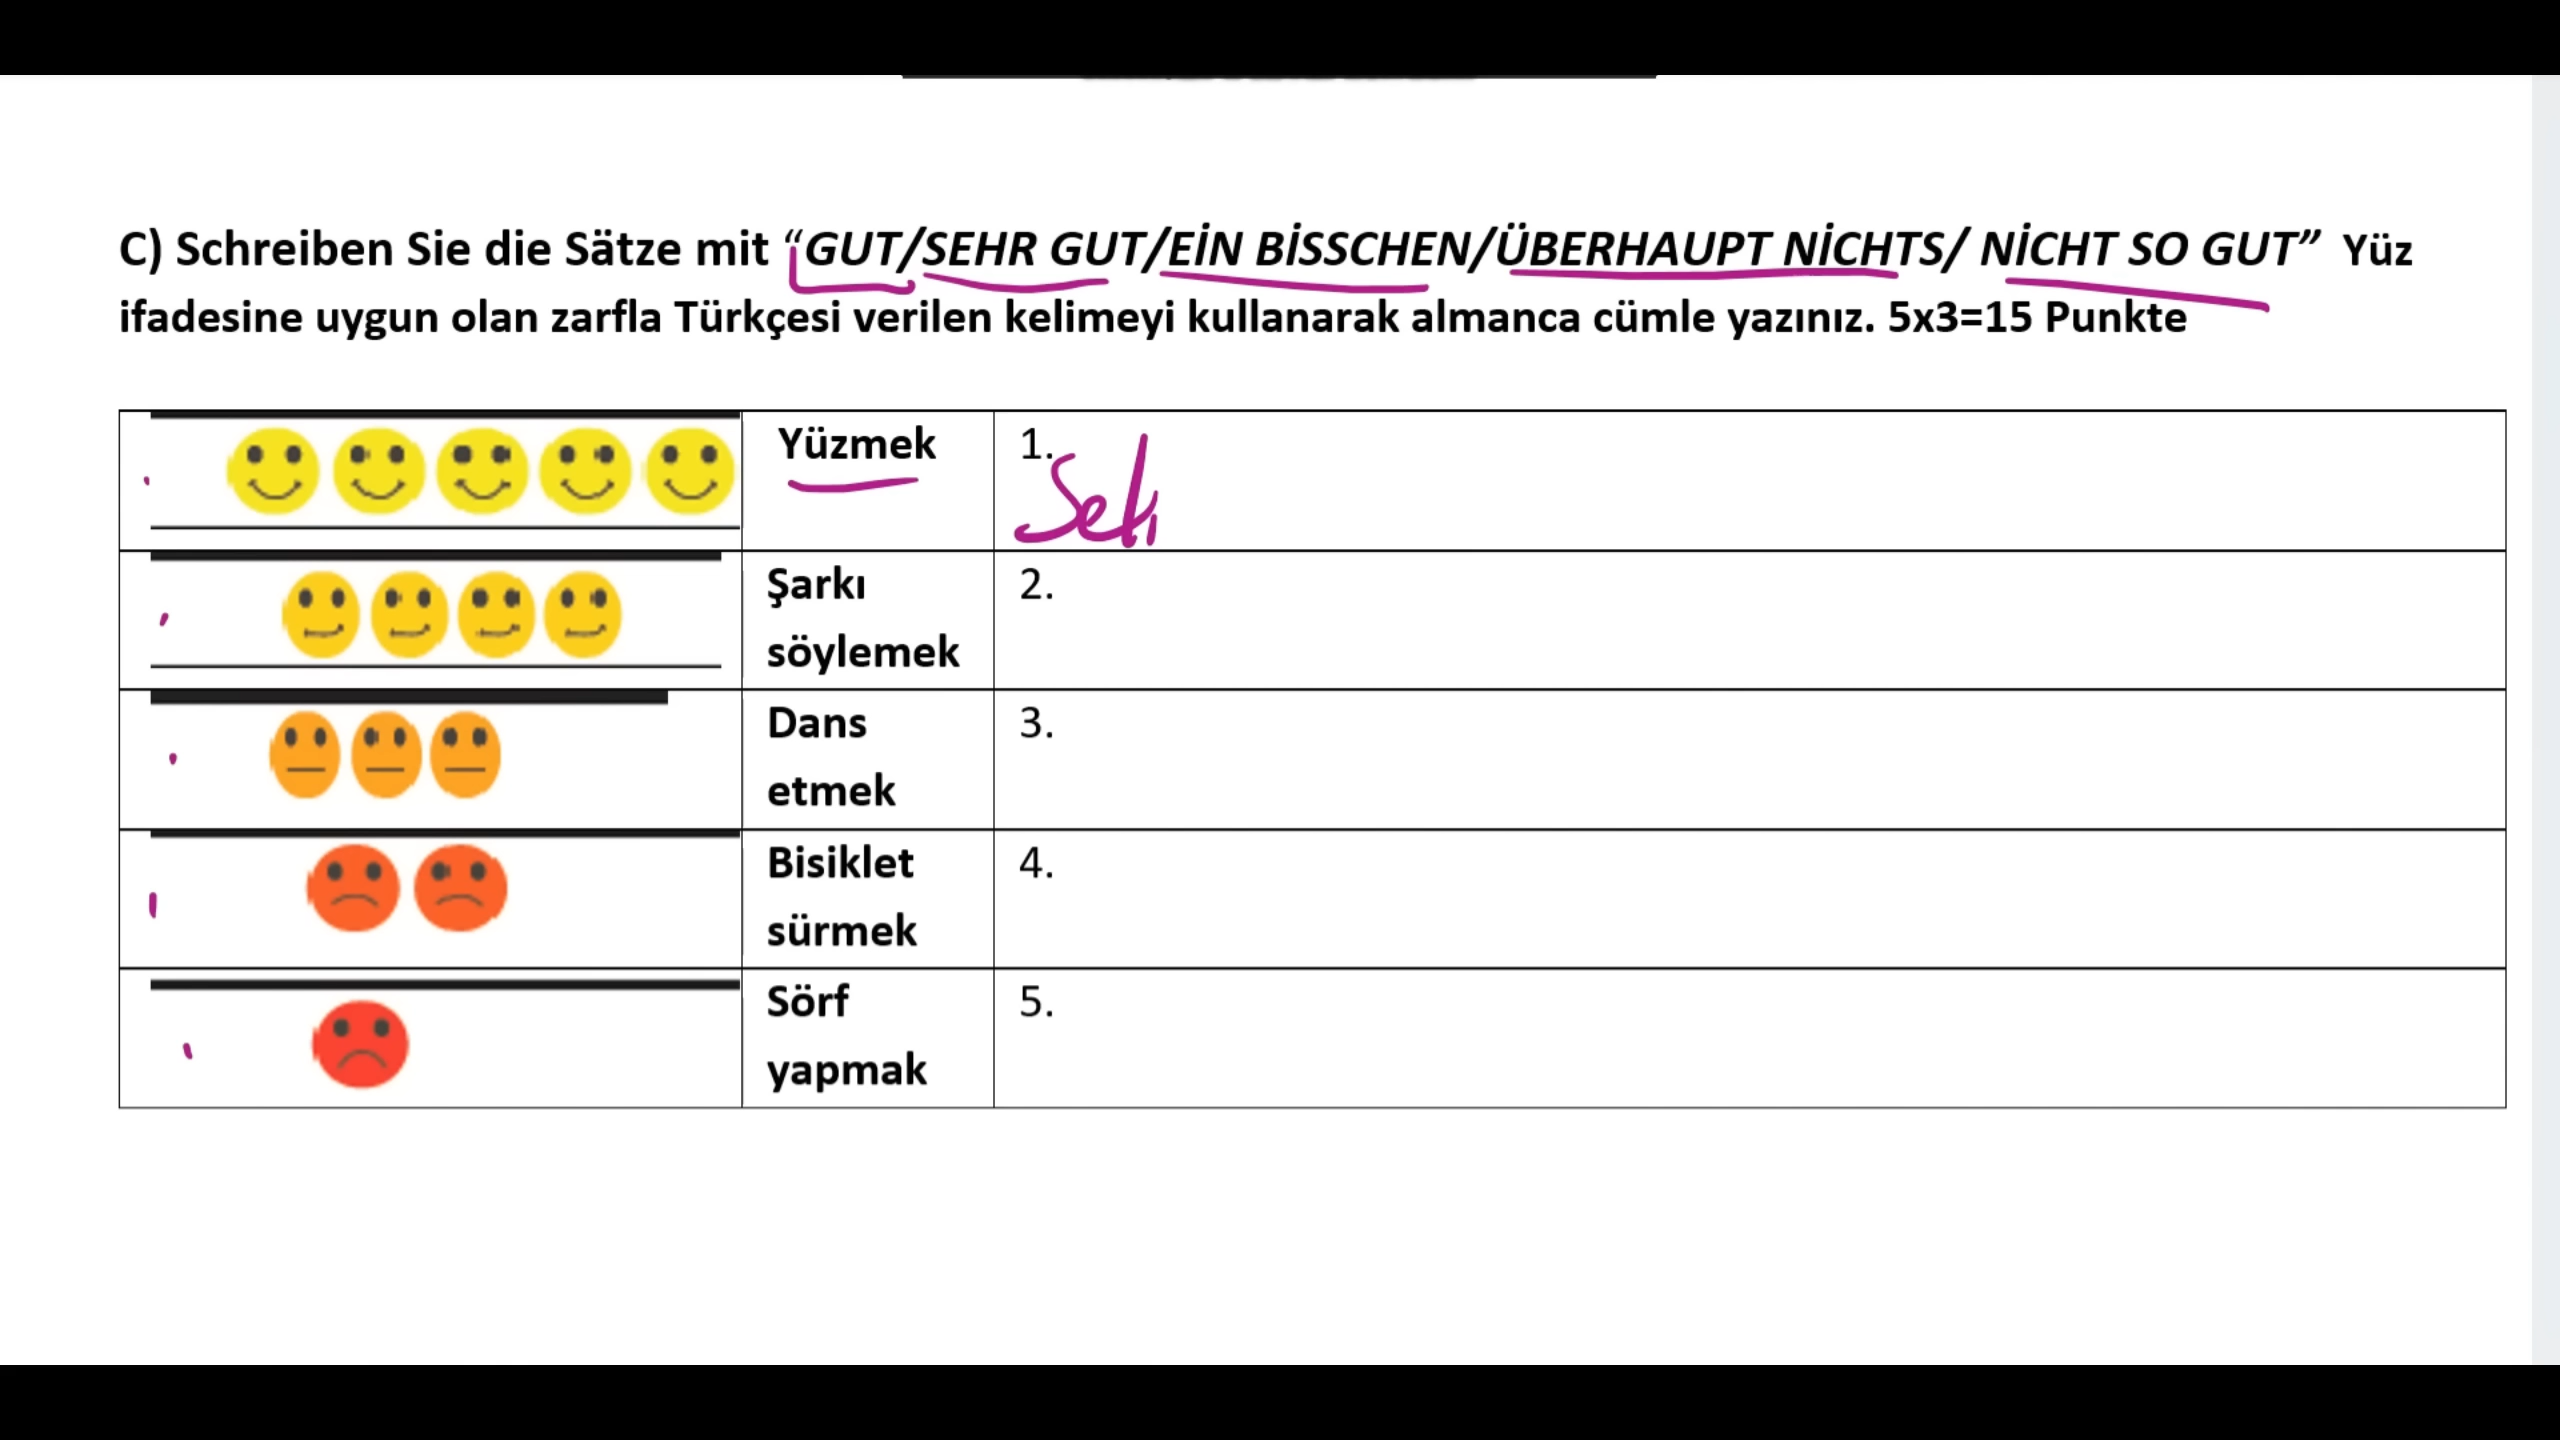 C) Schreiben Sie die Sätze mit “GUT/SEHR GUT/EİN BİSSCHEN/ÜBERHAUPT NİCHTS/ NİCHT SO GUT” Yüz
ifadesine uygun olan zarfla Türkçesi verilen kelimeyi kullanarak almanca cümle yazınız. 5x3=15 Punkte
Yüzmek
1.
Şarkı
söylemek
2.
Dans
etmek
3.
Bisiklet
sürmek
4.
Sörf
yapmak
5.